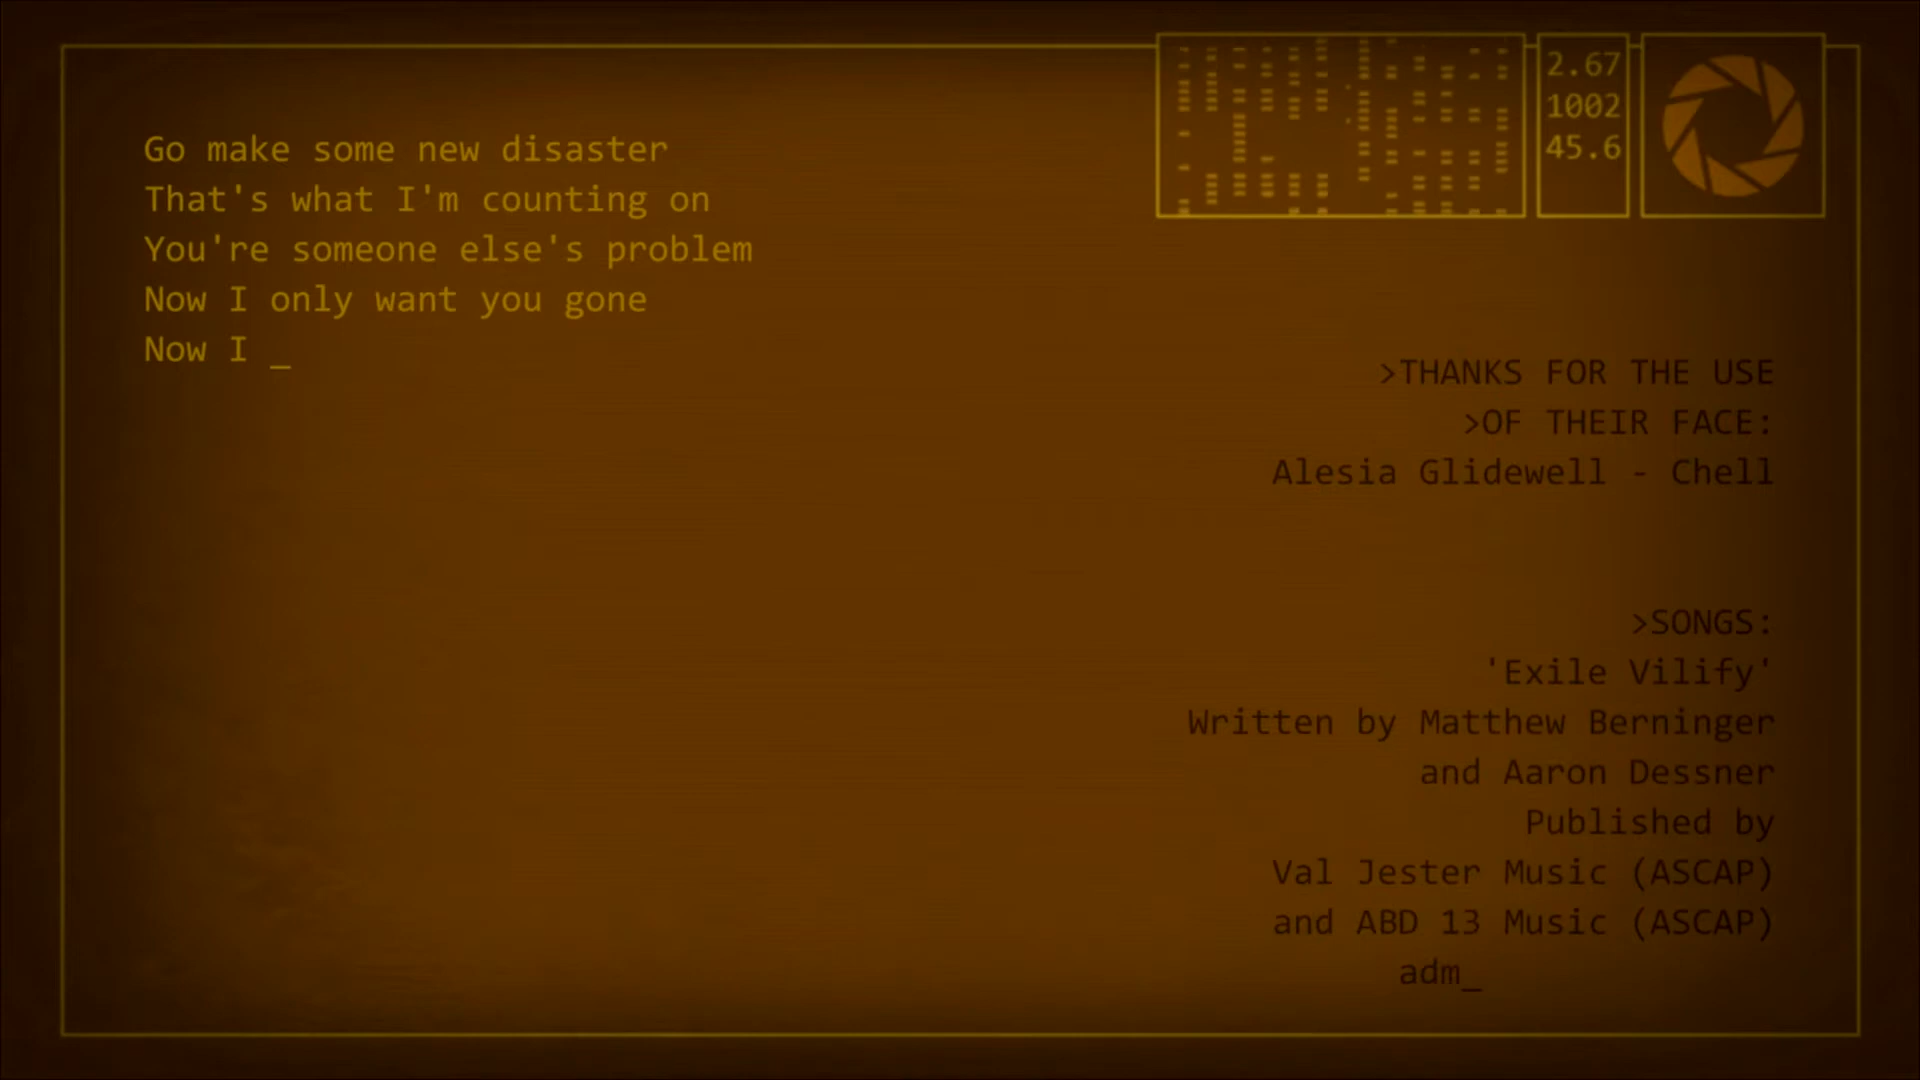 Go make some new disaster
That's what I'm counting on
You're someone else's problem
Now I only want you gone
Now I _
2.67
1002
45.6
>THANKS FOR THE USE
>OF THEIR FACE:
Alesia Glidewell - Chell
>SONGS:
'Exile Vilify'
Written by Matthew Berninger
and Aaron Dessner
Published by
Val Jester Music (ASCAP)
and ABD 13 Music (ASCAP)
adm_